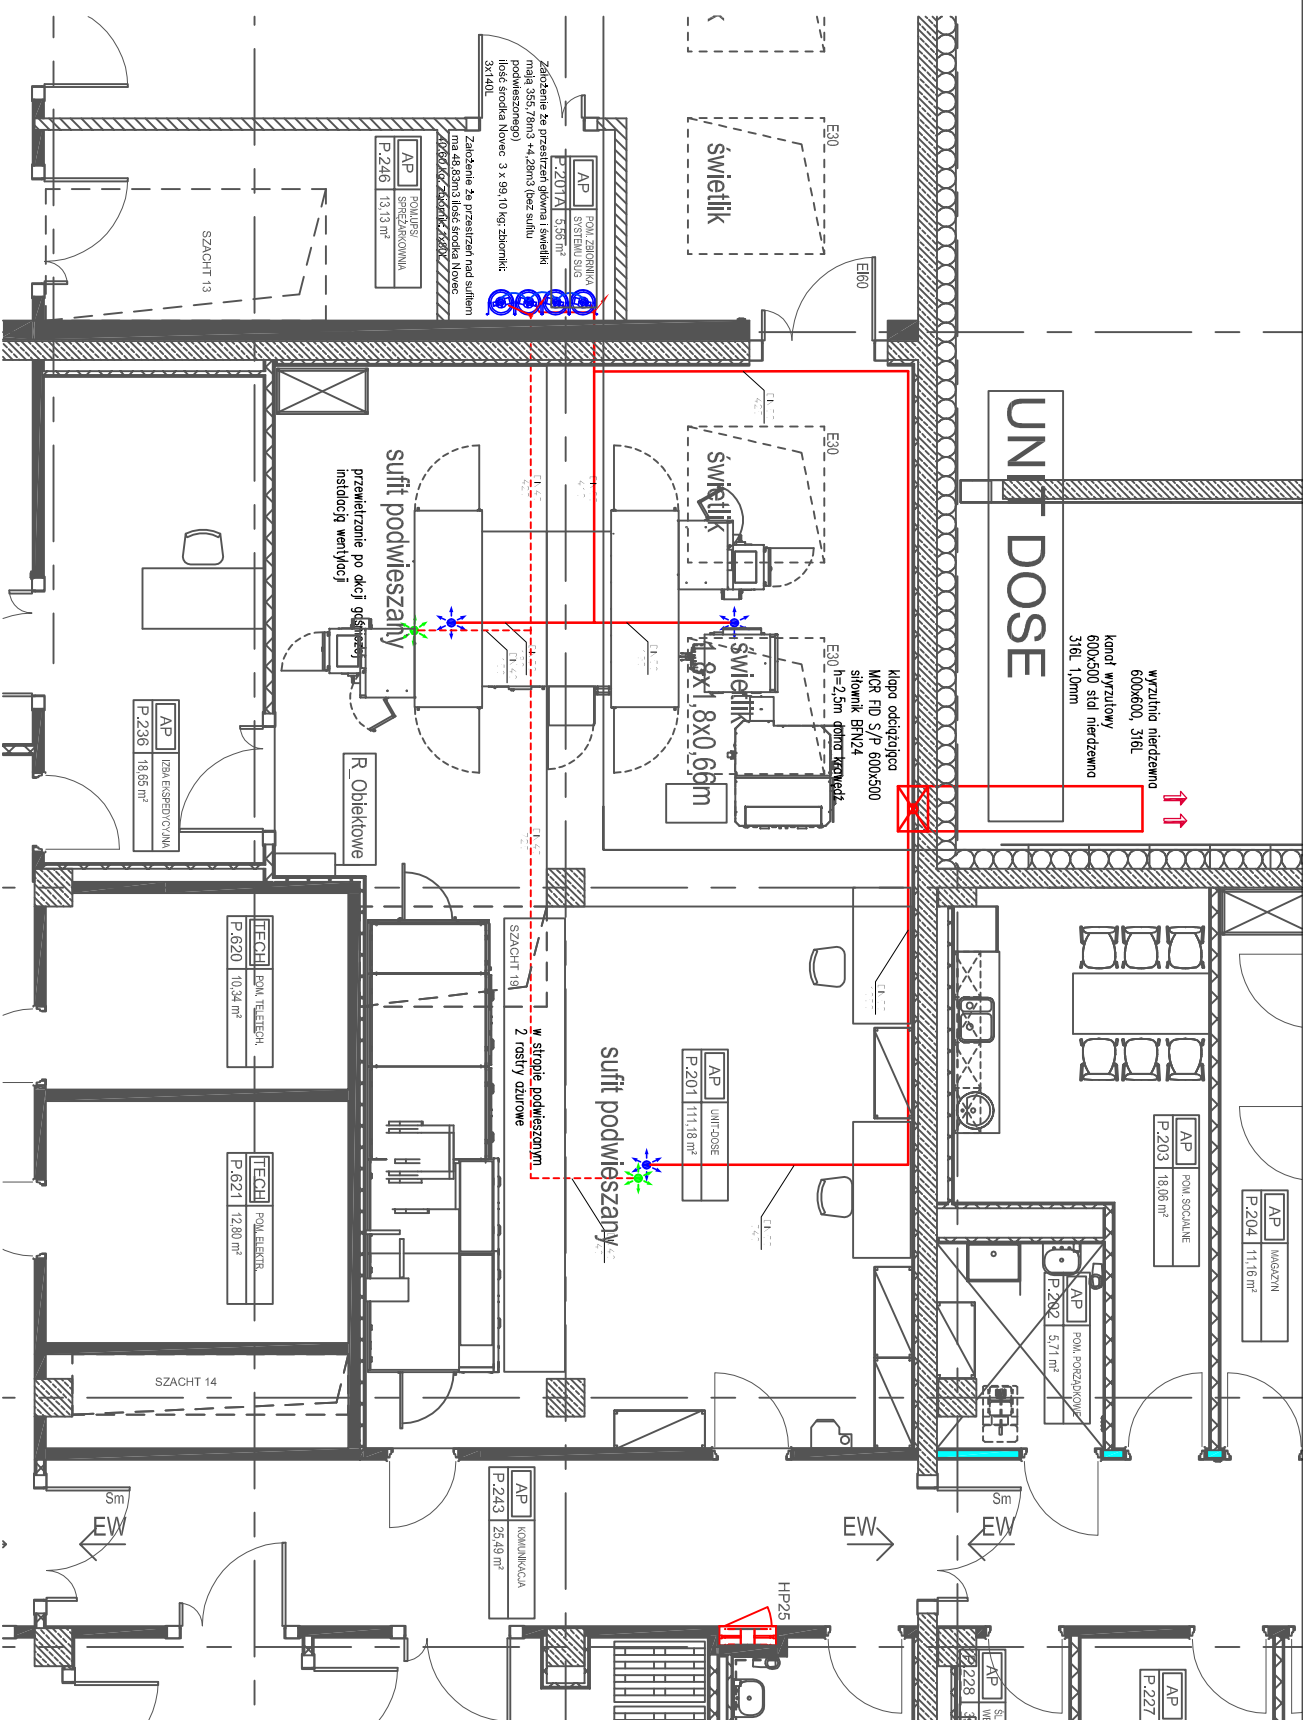 E30
świetlik
EI60
AP
POM.UPS/
SPRĘŻARKOWNIA
P.246
13,13 m²
SZACHT 13
Założenie że przestrzeń główna i świetliki
mają 355,78m3 +4,28m3 (bez sufitu
podwieszonego)
ilość środka Novec 3 x 99,10 kg; zbiorniki:
3x140L
Założenie że przestrzeń nad sufitem
ma 48,83m3 ilość środka Novec
AP
POM. ZBIORNIKA
SYSTEMU SUG
P.201A
5,56 m²
UNIT DOSE
E30
świetlik
sufit podwieszany
przewietrzanie po akcji gaśniczej
instalacją wentylacji
E30
świetlik
1,8x1,8x0,66m
klapa odciążająca
MCR FID S/P 600x500
siłownik BFN24
h=2,5m dolna krawędź
wyrzutnia nierdzewna
600x600, 316L
kanał wyrzutowy
600x500 stal nierdzewna
316L 1,0mm
AP
IZBA EKSPEDYCYJNA
P.236
18,65 m²
R_Obiektowe
TECH
POM. TELETECH.
P.620
10,34 m²
SZACHT 19
w stropie podwieszanym
2 rastry ażurowe
sufit podwieszany
AP
UNIT-DOSE
P.201
111,18 m²
TECH
POM. ELEKTR.
P.621
12,80 m²
AP
POM. SOCJALNE
P.203
18,06 m²
AP
MAGAZYN
P.204
11,16 m²
AP
POM. PORZĄDKOWE
P.202
5,71 m²
SZACHT 14
AP
KOMUNIKACJA
P.243
25,49 m²
Sm
EW
EW
Sm
EW
HP25
AP
P.228
AP
P.227